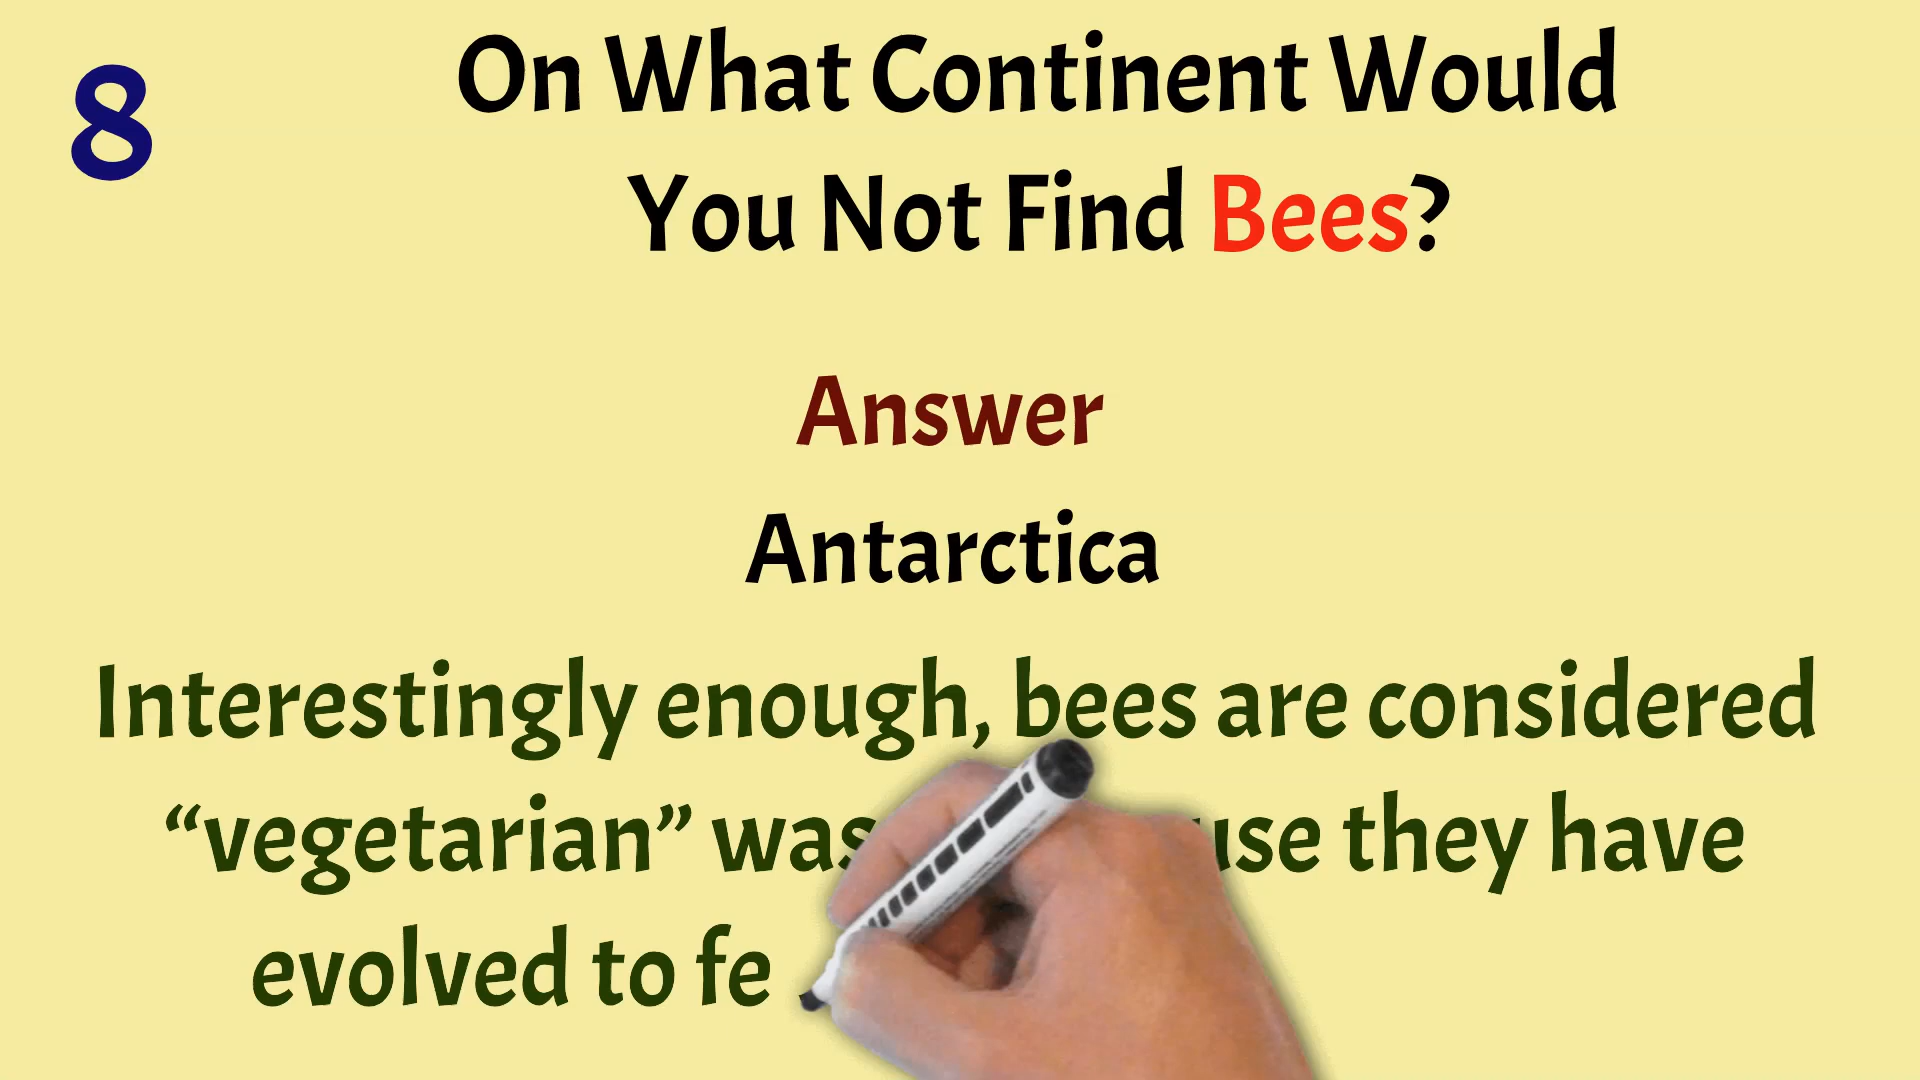 8
On What Continent Would
You Not Find Bees?
Answer
Antarctica
Interestingly enough, bees are considered
“vegetarian” was they have
evolved to fe